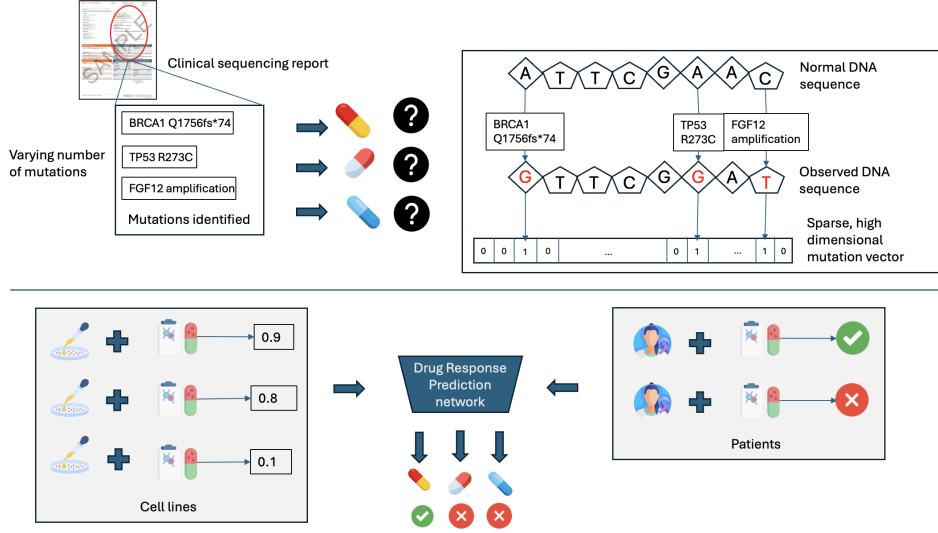 SAMPLE
Clinical sequencing report
BRCA1 Q1756fs*74
TP53 R273C
FGF12 amplification
Mutations identified
Varying number
of mutations
?
?
?
A T T C G A A C
Normal DNA
sequence
BRCA1
Q1756fs*74
TP53
R273C
FGF12
amplification
G T T C G G A T
Observed DNA
sequence
Sparse, high
dimensional
mutation vector
0 0 1 0 ... 0 1 ... 1 0
0.9
0.8
0.1
Cell lines
Drug Response
Prediction
network
Patients